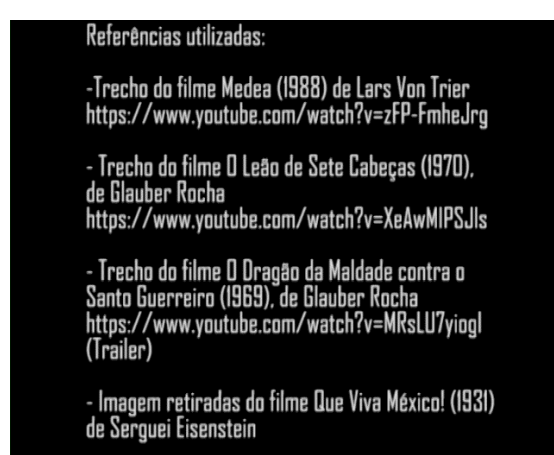 Referências utilizadas:
-Trecho do filme Medea (1988) de Lars Von Trier
https://www.youtube.com/watch?v=zFP-FmheJrg
- Trecho do filme O Leão de Sete Cabeças (1970),
de Glauber Rocha
https://www.youtube.com/watch?v=XeAwMlPSJls
- Trecho do filme O Dragão da Maldade contra o
Santo Guerreiro (1969), de Glauber Rocha
https://www.youtube.com/watch?v=MRsLU7yiogI
(Trailer)
- Imagem retiradas do filme Que Viva México! (1931)
de Serguei Eisenstein